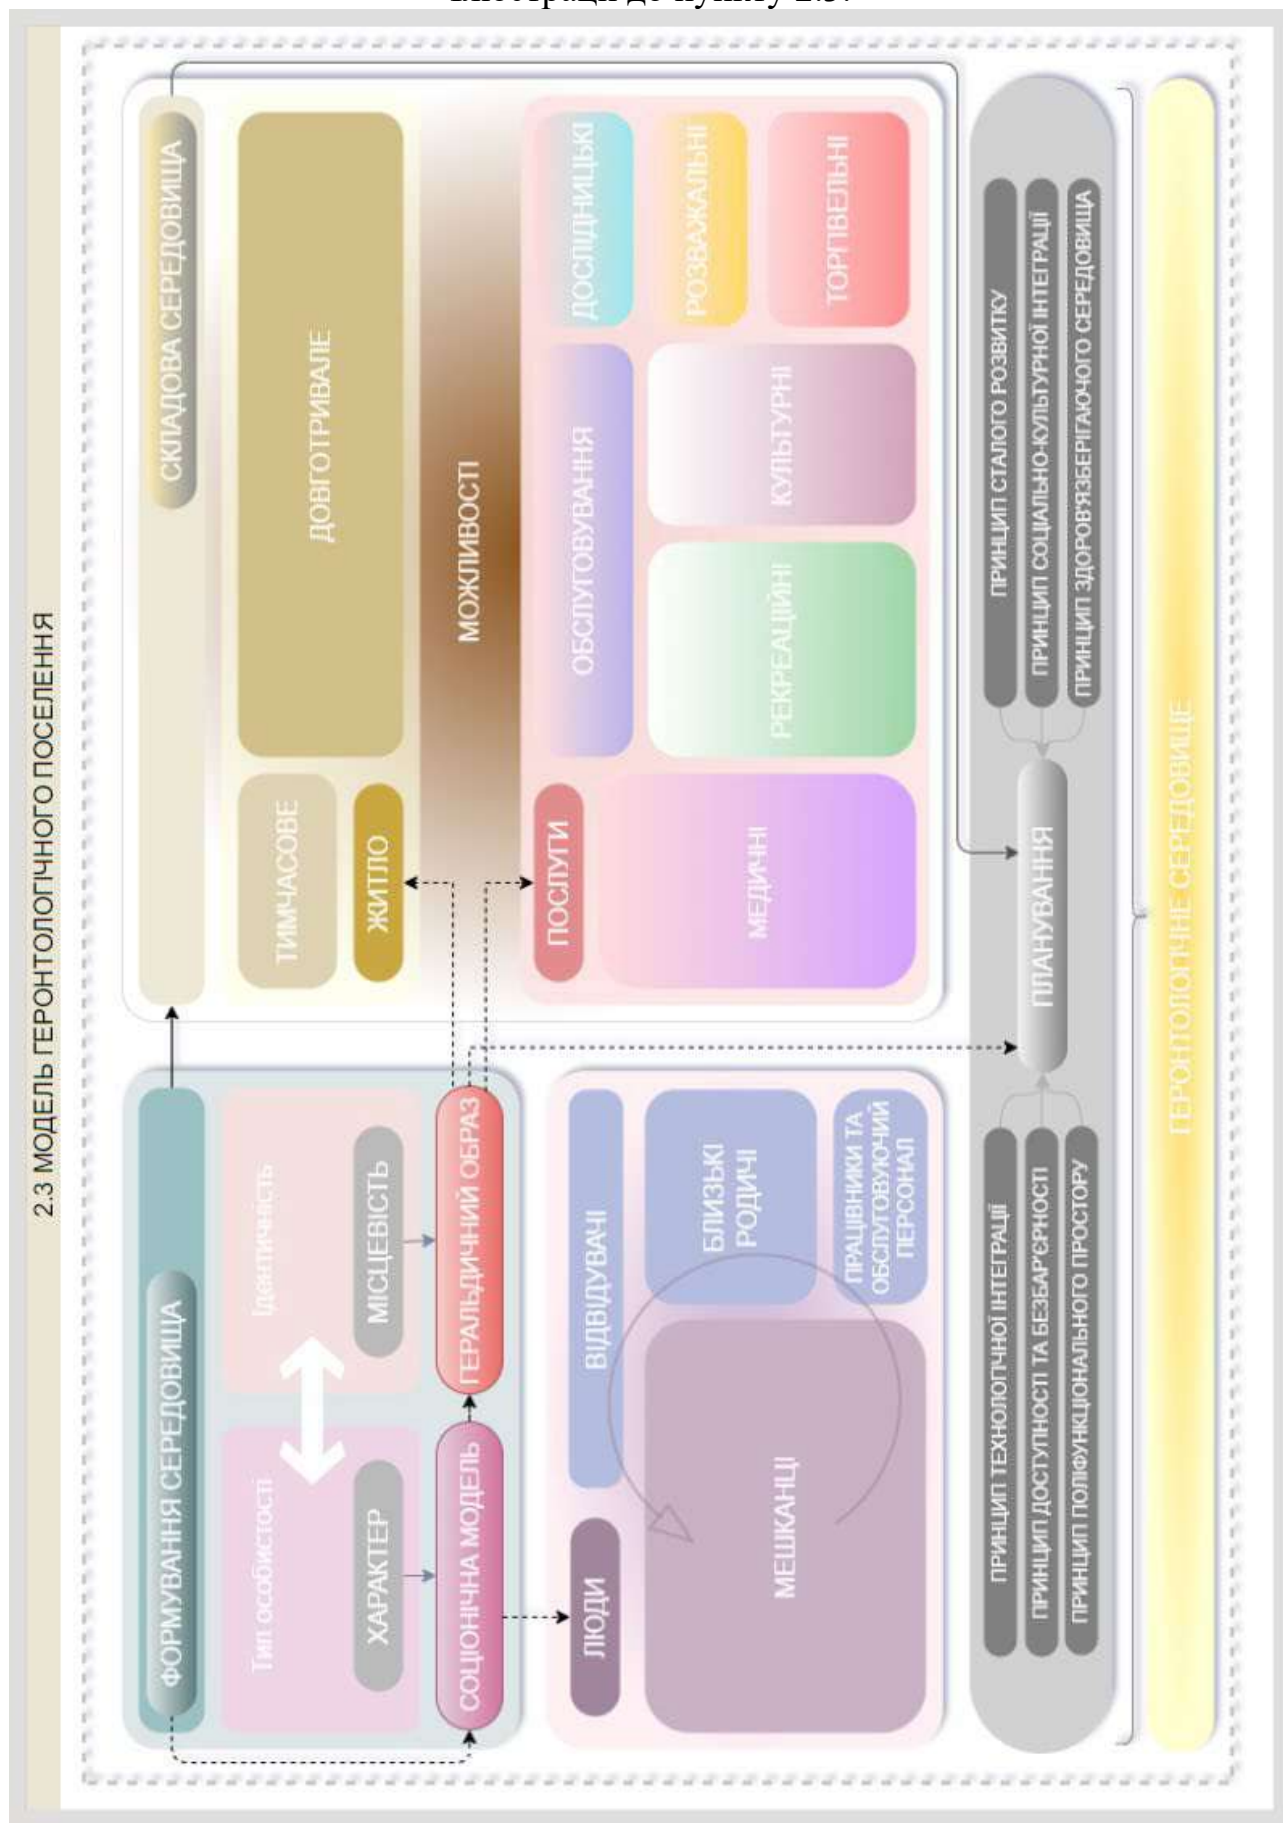 2.3 МОДЕЛЬ ГЕРОНТОЛОГІЧНОГО ПОСЕЛЕННЯ
ФОРМУВАННЯ СЕРЕДОВИЩА
Тип особистості
Ідентичність
ХАРАКТЕР
МІСЦЕВІСТЬ
СОЦІОНІЧНА МОДЕЛЬ
ГЕРАЛЬДИЧНИЙ ОБРАЗ
СКЛАДОВА СЕРЕДОВИЩА
ТИМЧАСОВЕ
ДОВГОТРИВАЛЕ
ЖИТЛО
МОЖЛИВОСТІ
ПОСЛУГИ
ОБСЛУГОВУВАННЯ
ДОСЛІДНИЦЬКІ
МЕДИЧНІ
РЕКРЕАЦІЙНІ
КУЛЬТУРНІ
РОЗВАЖАЛЬНІ
ТОРГІВЕЛЬНІ
ЛЮДИ
ВІДВІДУВАЧІ
МЕШКАНЦІ
БЛИЗЬКІ
РОДИЧІ
ПРАЦІВНИКИ ТА
ОБСЛУГОВУЮЧИЙ
ПЕРСОНАЛ
ПРИНЦИП ТЕХНОЛОГІЧНОЇ ІНТЕГРАЦІЇ
ПРИНЦИП ДОСТУПНОСТІ ТА БЕЗБАР'ЄРНОСТІ
ПРИНЦИП ПОЛІФУНКЦІОНАЛЬНОГО ПРОСТОРУ
ПЛАНУВАННЯ
ПРИНЦИП СТАЛОГО РОЗВИТКУ
ПРИНЦИП СОЦІАЛЬНО-КУЛЬТУРНОЇ ІНТЕГРАЦІЇ
ПРИНЦИП ЗДОРОВ'ЯЗБЕРІГАЮЧОГО СЕРЕДОВИЩА
ГЕРОНТОЛОГІЧНЕ СЕРЕДОВИЩЕ